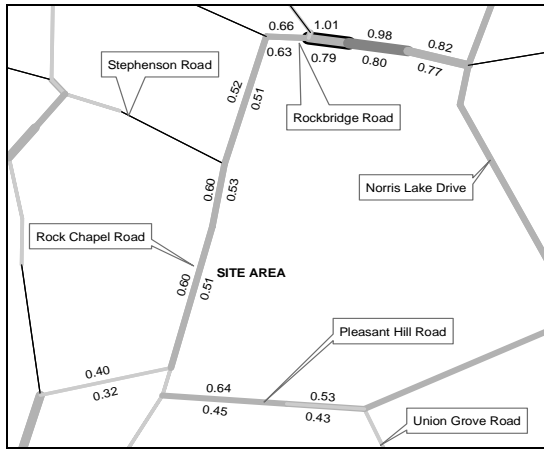 0.66
1.01
0.98
0.82
0.63
0.79
0.80
0.77
Stephenson Road
0.52
0.51
Rockbridge Road
0.60
0.53
Norris Lake Drive
Rock Chapel Road
SITE AREA
0.60
0.51
Pleasant Hill Road
0.40
0.32
0.64
0.53
0.45
0.43
Union Grove Road